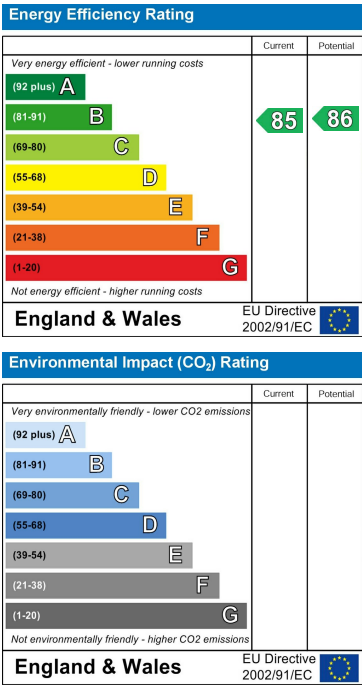 Energy Efficiency Rating
Current Potential
Very energy efficient - lower running costs
(92 plus) A
(81-91) B
85 86
(69-80) C
(55-68) D
(39-54) E
(21-38) F
(1-20) G
Not energy efficient - higher running costs
England & Wales
EU Directive
2002/91/EC
Environmental Impact (CO₂) Rating
Current Potential
Very environmentally friendly - lower CO2 emissions
(92 plus) A
(81-91) B
(69-80) C
(55-68) D
(39-54) E
(21-38) F
(1-20) G
Not environmentally friendly - higher CO2 emissions
England & Wales
EU Directive
2002/91/EC